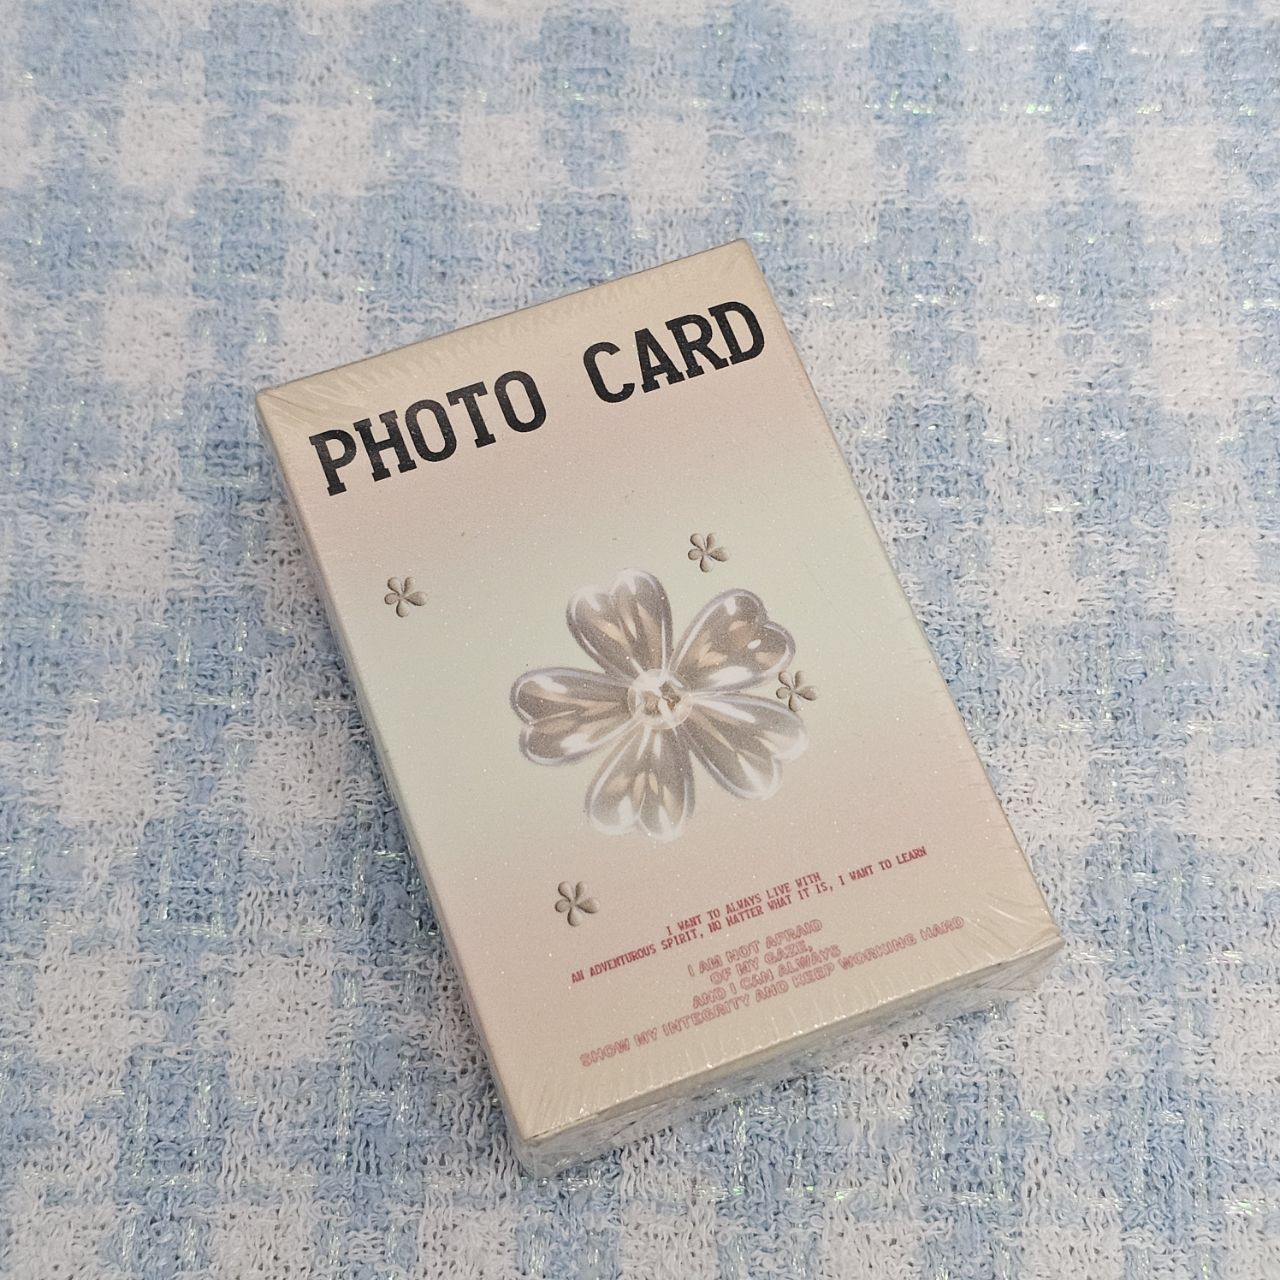 PHOTO CARD
I WANT TO ALWAYS LIVE WITH
AN ADVENTUROUS SPIRIT, NO MATTER WHAT IT IS, I WANT TO LEARN
I AM NOT AFRAID
OF MY GAZE,
AND I CAN ALWAYS
SHOW MY INTEGRITY AND KEEP WORKING HARD